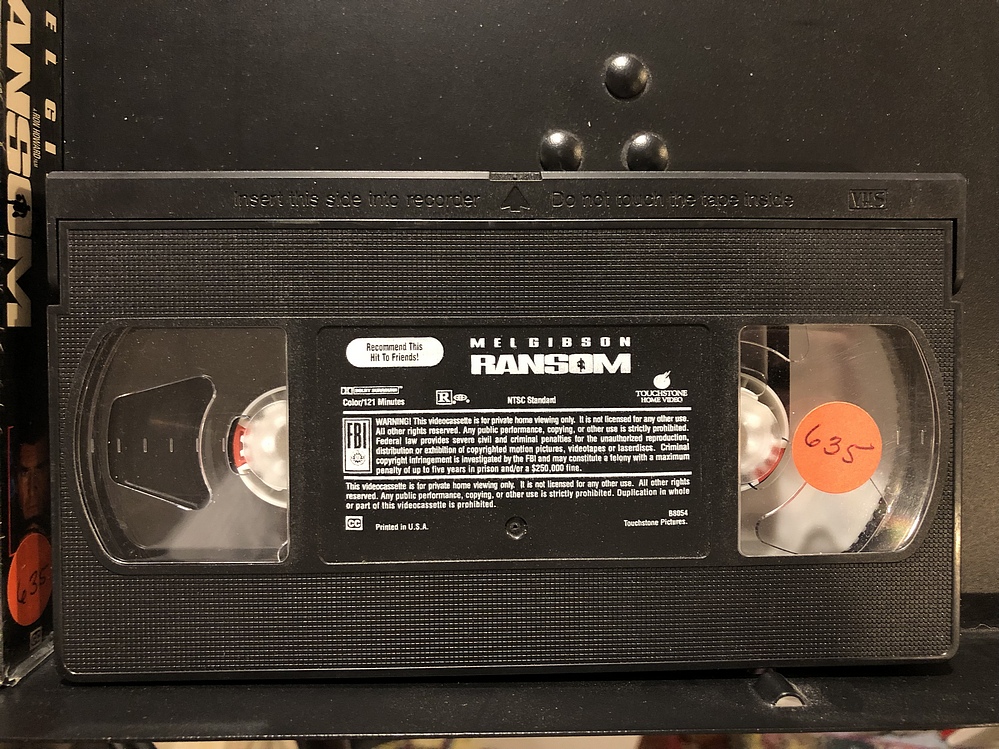 EL GI
RANSOM
A RON HOWARD FILM
635
Insert this side into recorder
Do not touch the tape inside
VHS
Recommend This
Hit To Friends!
MEL GIBSON
RANSOM
DOLBY SURROUND
Color/121 Minutes
R
NTSC Standard
TOUCHSTONE
HOME VIDEO
FBI
WARNING! This videocassette is for private home viewing only. It is not licensed for any other use.
All other rights reserved. Any public performance, copying, or other use is strictly prohibited.
Federal law provides severe civil and criminal penalties for the unauthorized reproduction,
distribution or exhibition of copyrighted motion pictures, videotapes or laserdiscs. Criminal
copyright infringement is investigated by the FBI and may constitute a felony with a maximum
penalty of up to five years in prison and/or a $250,000 fine.
This videocassette is for private home viewing only. It is not licensed for any other use. All other rights
reserved. Any public performance, copying, or other use is strictly prohibited. Duplication in whole
or part of this videocassette is prohibited.
CC
Printed in U.S.A.
B8054
Touchstone Pictures.
635